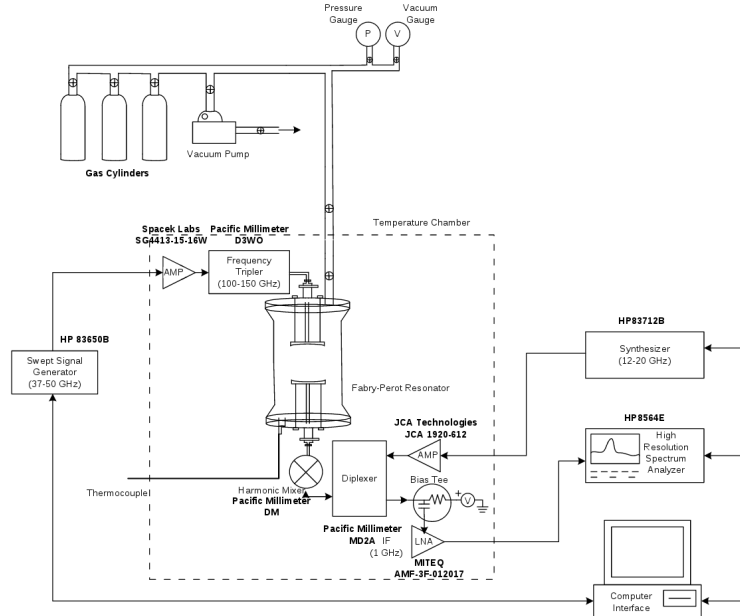 Pressure
Gauge
Vacuum
Gauge
P
V
Vacuum Pump
Gas Cylinders
Temperature Chamber
Spacek Labs
SG4413-15-16W
Pacific Millimeter
D3WO
AMP
Frequency
Tripler
(100-150 GHz)
HP 83650B
Swept Signal
Generator
(37-50 GHz)
HP83712B
Synthesizer
(12-20 GHz)
Fabry-Perot Resonator
HP8564E
High
Resolution
Spectrum
Analyzer
JCA Technologies
JCA 1920-612
AMP
Diplexer
Bias Tee
+
V
Thermocouple
Harmonic Mixer
Pacific Millimeter
DM
Pacific Millimeter
MD2A
IF
(1 GHz)
LNA
MITEQ
AMF-3F-012017
Computer
Interface